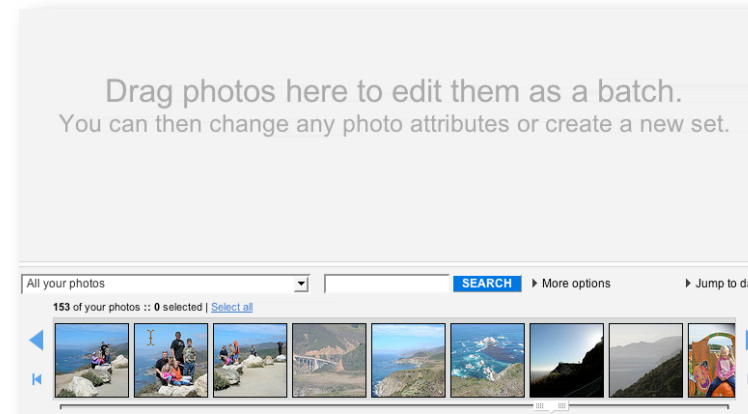 Drag photos here to edit them as a batch.
You can then change any photo attributes or create a new set.
All your photos
SEARCH
More options
Jump to da
153 of your photos :: 0 selected | Select all